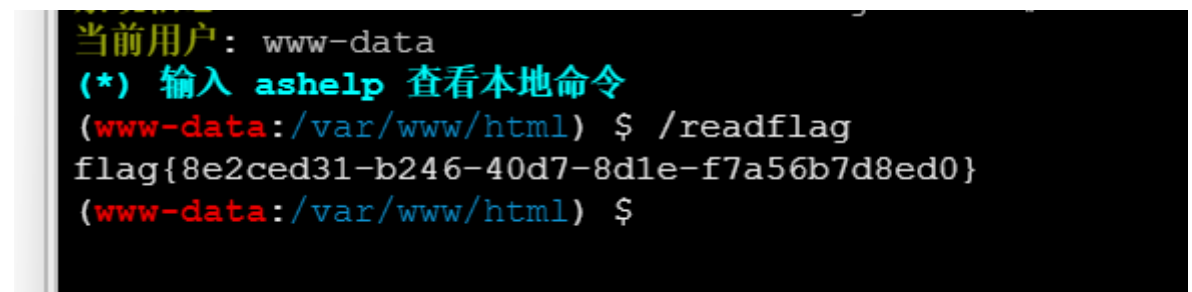 当前用户: www-data
(*) 输入 ashelp 查看本地命令
(www-data:/var/www/html) $ /readflag
flag{8e2ced31-b246-40d7-8d1e-f7a56b7d8ed0}
(www-data:/var/www/html) $